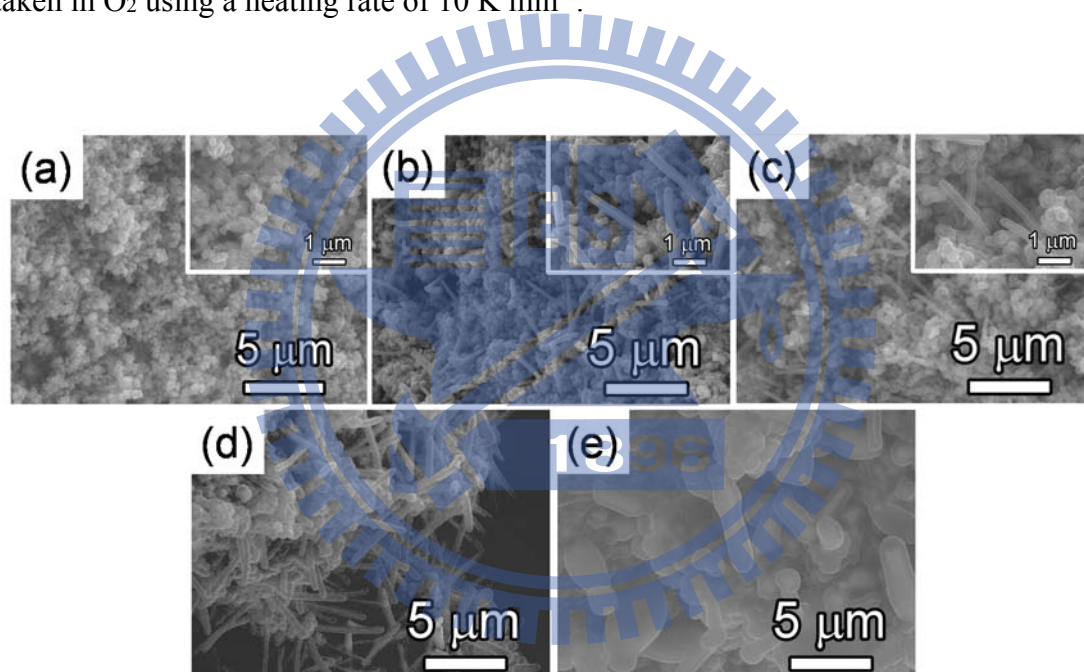 taken in O2 using a heating rate of 10 K min-1.
(a)
1 μm
5 μm
(b)
1 μm
5 μm
(c)
1 μm
5 μm
(d)
5 μm
(e)
5 μm
1896